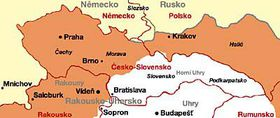 Německo
Rusko
Německo
Slezsko
Polsko
Praha
Krakov
Čechy
Morava
Halič
Brno
Česko-Slovensko
Mnichov
Rakousy
Slovensko
Horní Uhry
Podkarpatsko
Salcburk
Vídeň
Rakousko-Uhersko
Bratislava
Rakousko
Sopron
Uhry
Budapešť
Rumunsko